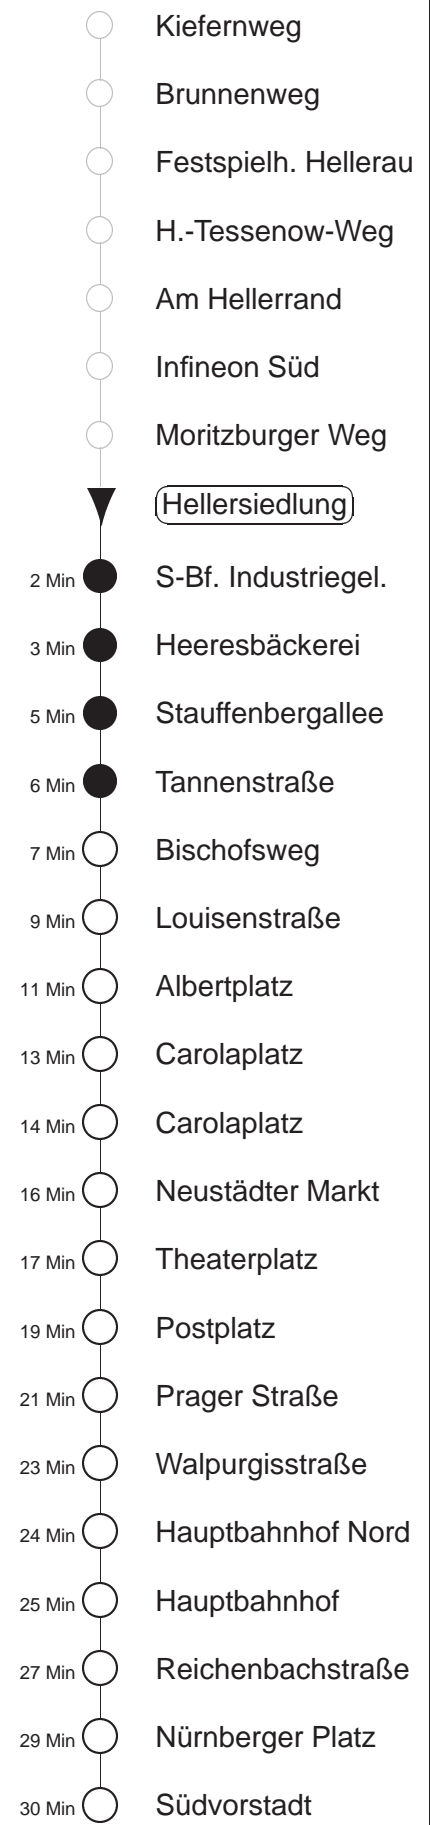 Kiefernweg
Brunnenweg
Festspielh. Hellerau
H.-Tessenow-Weg
Am Hellerrand
Infineon Süd
Moritzburger Weg
Hellersiedlung
2 Min S-Bf. Industriegel.
3 Min Heeresbäckerei
5 Min Stauffenbergallee
6 Min Tannenstraße
7 Min Bischofsweg
9 Min Louisenstraße
11 Min Albertplatz
13 Min Carolaplatz
14 Min Carolaplatz
16 Min Neustädter Markt
17 Min Theaterplatz
19 Min Postplatz
21 Min Prager Straße
23 Min Walpurgisstraße
24 Min Hauptbahnhof Nord
25 Min Hauptbahnhof
27 Min Reichenbachstraße
29 Min Nürnberger Platz
30 Min Südvorstadt